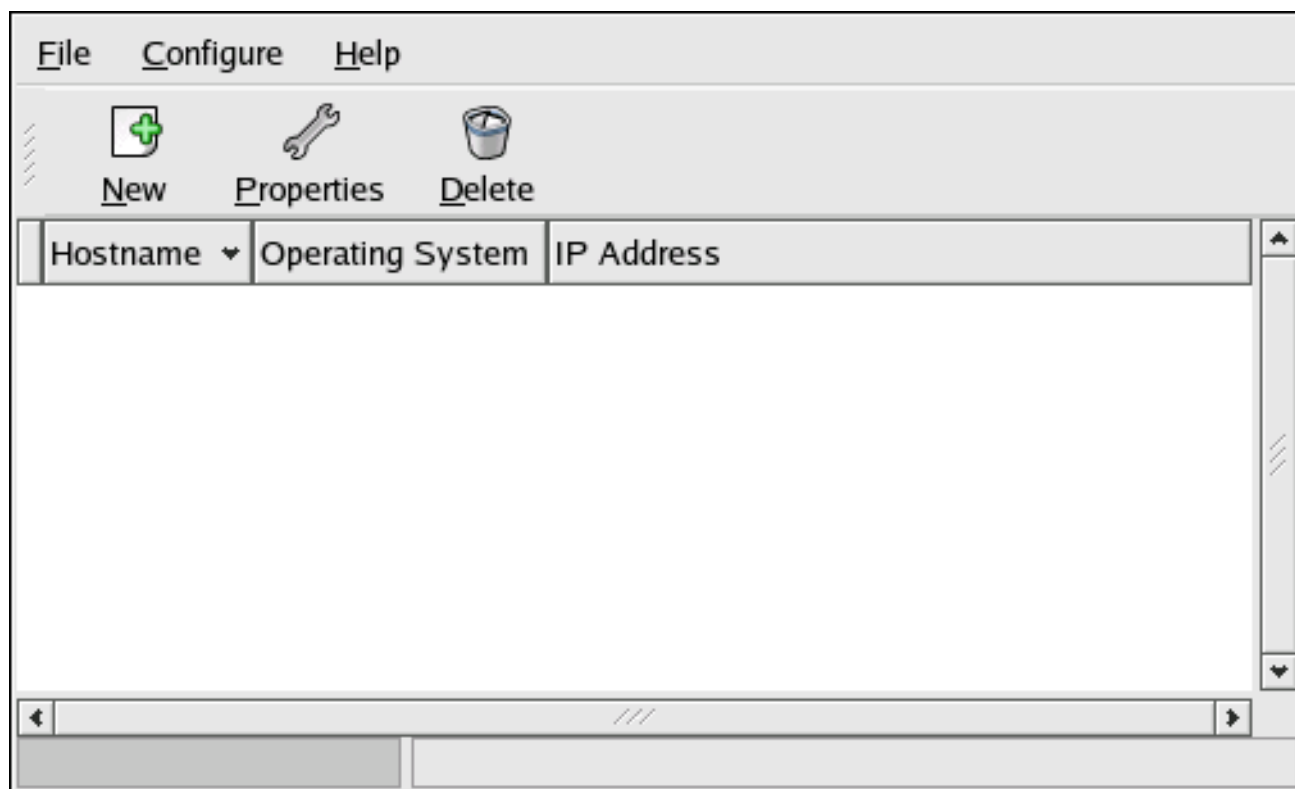 File Configure Help
New Properties Delete
Hostname Operating System IP Address